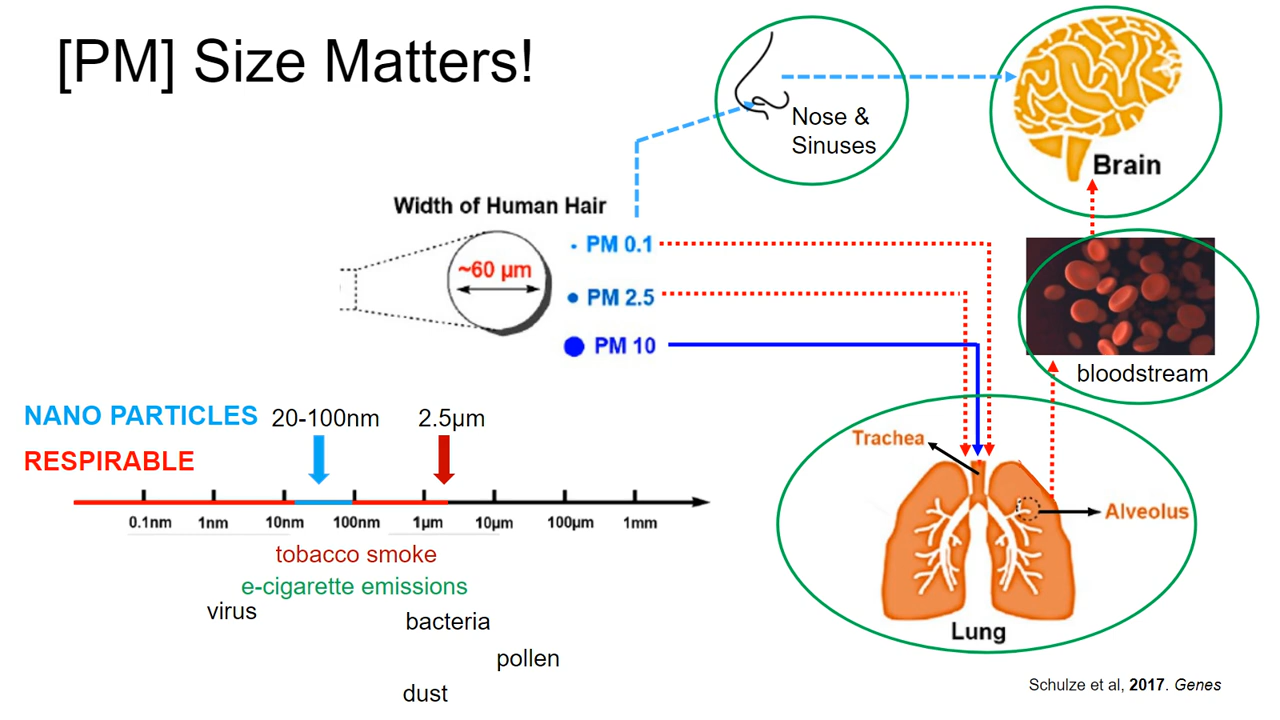 [PM] Size Matters!
Nose &
Sinuses
Brain
Width of Human Hair
~60 μm
PM 0.1
PM 2.5
PM 10
bloodstream
NANO PARTICLES
20-100nm
2.5μm
RESPIRABLE
0.1nm
1nm
10nm
100nm
1μm
10μm
100μm
1mm
tobacco smoke
e-cigarette emissions
virus
bacteria
pollen
dust
Trachea
Alveolus
Lung
Schulze et al, 2017. Genes